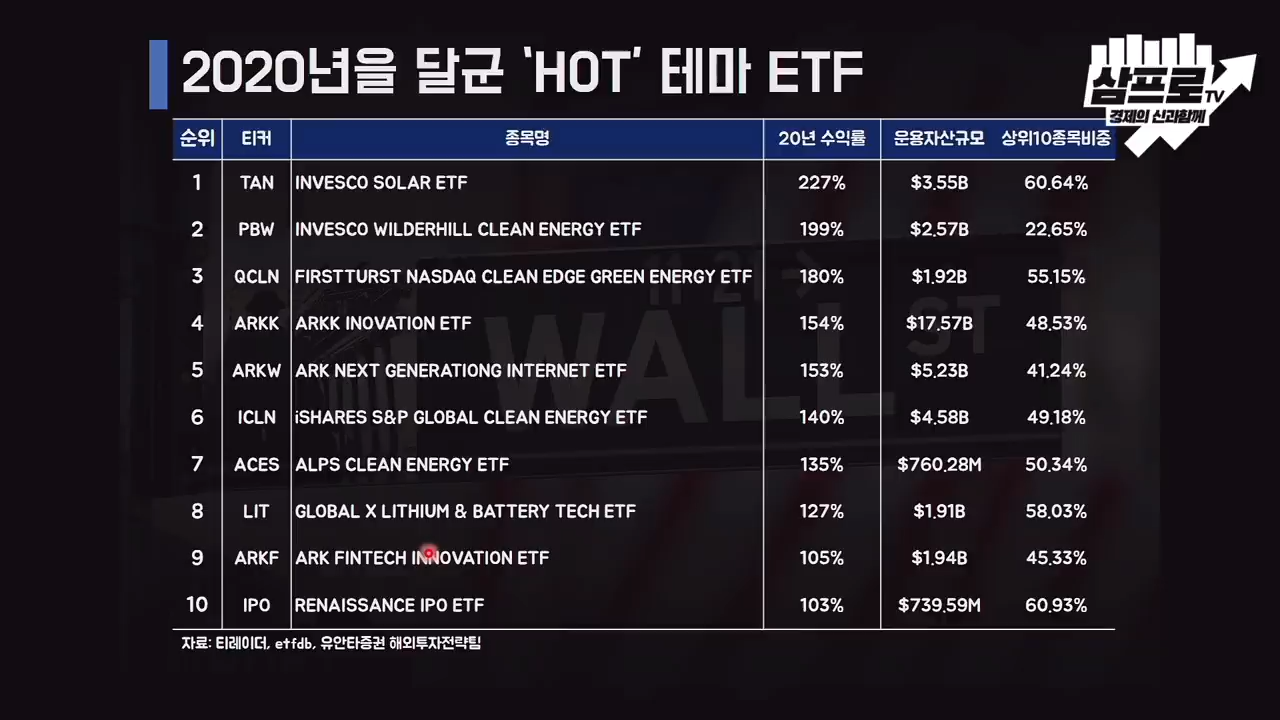 2020년을 달군 'HOT' 테마 ETF
삼프로TV
경제의 신과함께
순위 티커 종목명 20년 수익률 운용자산규모 상위10종목비중
1 TAN INVESCO SOLAR ETF 227% $3.55B 60.64%
2 PBW INVESCO WILDERHILL CLEAN ENERGY ETF 199% $2.57B 22.65%
3 QCLN FIRSTTURST NASDAQ CLEAN EDGE GREEN ENERGY ETF 180% $1.92B 55.15%
4 ARKK ARKK INOVATION ETF 154% $17.57B 48.53%
5 ARKW ARK NEXT GENERATIONG INTERNET ETF 153% $5.23B 41.24%
6 ICLN iSHARES S&P GLOBAL CLEAN ENERGY ETF 140% $4.58B 49.18%
7 ACES ALPS CLEAN ENERGY ETF 135% $760.28M 50.34%
8 LIT GLOBAL X LITHIUM & BATTERY TECH ETF 127% $1.91B 58.03%
9 ARKF ARK FINTECH INNOVATION ETF 105% $1.94B 45.33%
10 IPO RENAISSANCE IPO ETF 103% $739.59M 60.93%
자료: 티레이더, etfdb, 유안타증권 해외투자전략팀
WALL ST